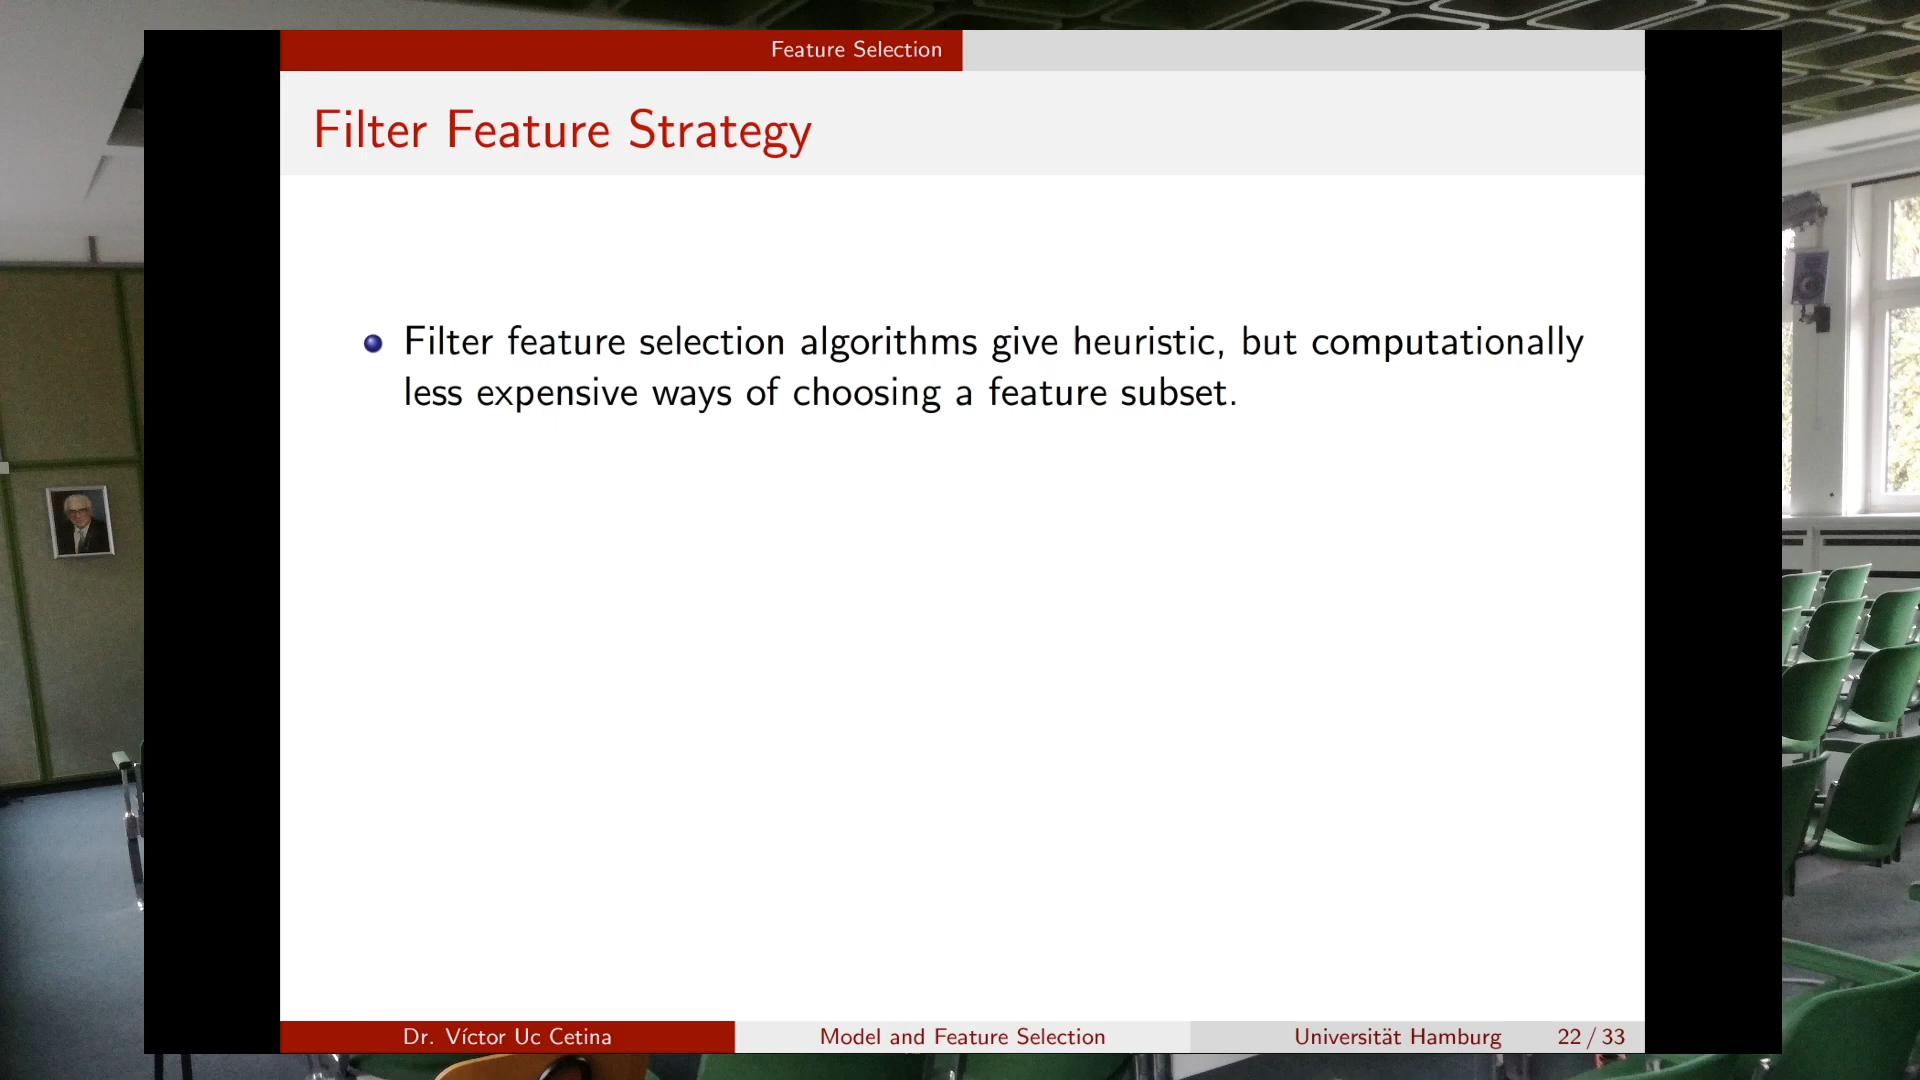 Feature Selection
Filter Feature Strategy
Filter feature selection algorithms give heuristic, but computationally
less expensive ways of choosing a feature subset.
Dr. Víctor Uc Cetina
Model and Feature Selection
Universität Hamburg
22 / 33